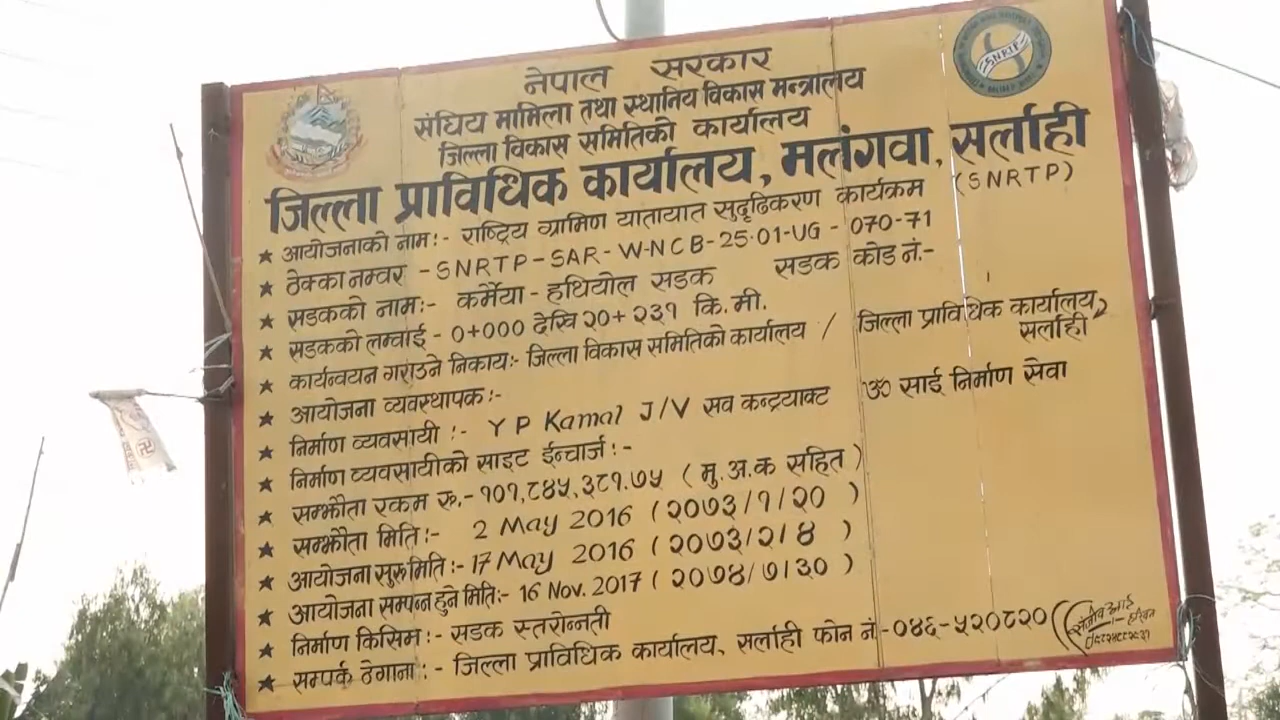 नेपाल सरकार
संघिय मामिला तथा स्थानिय विकास मन्त्रालय
जिल्ला विकास समितिको कार्यालय
जिल्ला प्राविधिक कार्यालय, मलंगवा, सर्लाही
SNRTP
★ आयोजनाको नाम:- राष्ट्रिय ग्रामिण यातायात सुदृढिकरण कार्यक्रम (SNRTP)
★ ठेक्का नम्वर - SNRTP-SAR-W-NCB-25.01-UG - 070-71
★ सडकको नाम:- कर्मैया - हथियोल सडक सडक कोड नं.-
★ सडकको लम्वाई - 0+000 देखि २०+२३१ कि.मी.
★ कार्यन्वयन गराउने निकाय:- जिल्ला विकास समितिको कार्यालय / जिल्ला प्राविधिक कार्यालय, सर्लाही
★ आयोजना व्यवस्थापक:-
★ निर्माण व्यवसायी :- Y P Kamal J/V सव कन्ट्रयाक्ट ॐ साई निर्माण सेवा
★ निर्माण व्यवसायीको साइट ईन्चार्ज:-
★ सम्झौता रकम रु.- १०१,८४५,३८१.७५ (मु.अ.क सहित)
★ सम्झौता मिति:- 2 May 2016 (२०७३/१/२०)
★ आयोजना सुरु मिति:- 17 May 2016 (२०७३/२/४)
★ आयोजना सम्पन्न हुने मिति:- 16 Nov. 2017 (२०७४/७/३०)
★ निर्माण किसिम:- सडक स्तरोन्नती
★ सम्पर्क ठेगाना:- जिल्ला प्राविधिक कार्यालय, सर्लाही फोन नं-०४६-५२०८२०